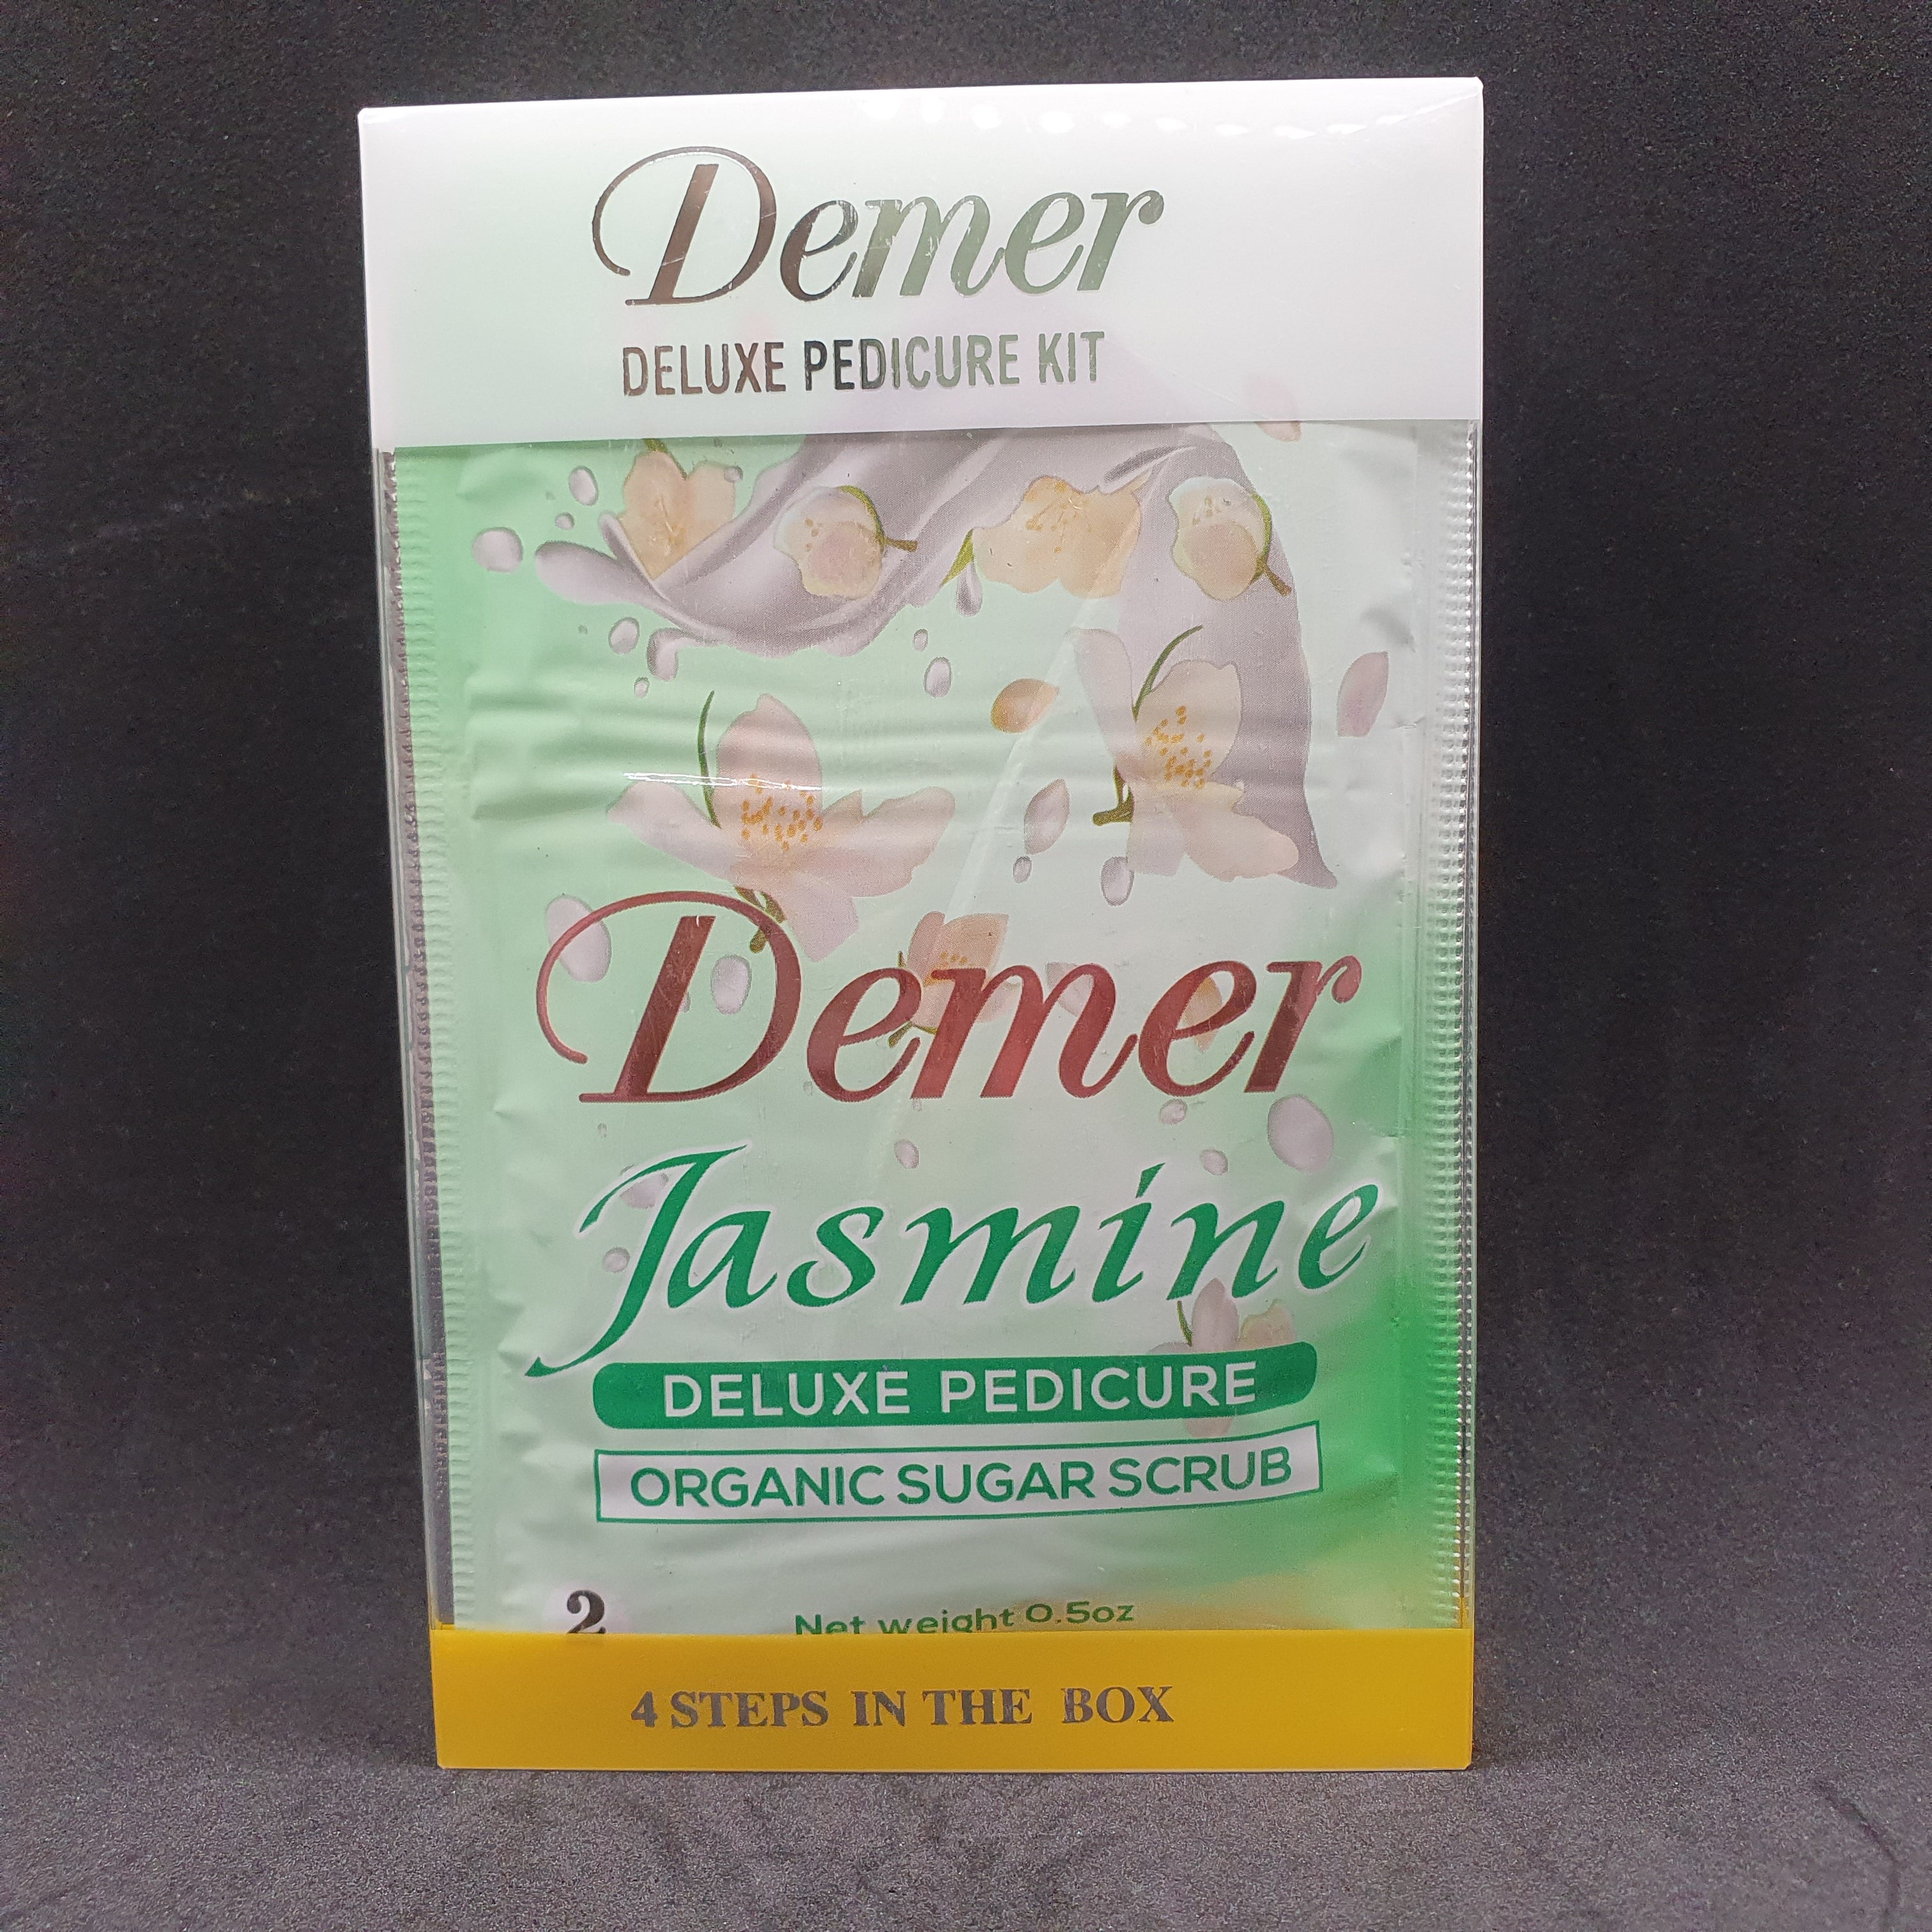 Demer
DELUXE PEDICURE KIT
Demer
Jasmine
DELUXE PEDICURE
ORGANIC SUGAR SCRUB
2
Net weight 0.5oz
4 STEPS IN THE BOX